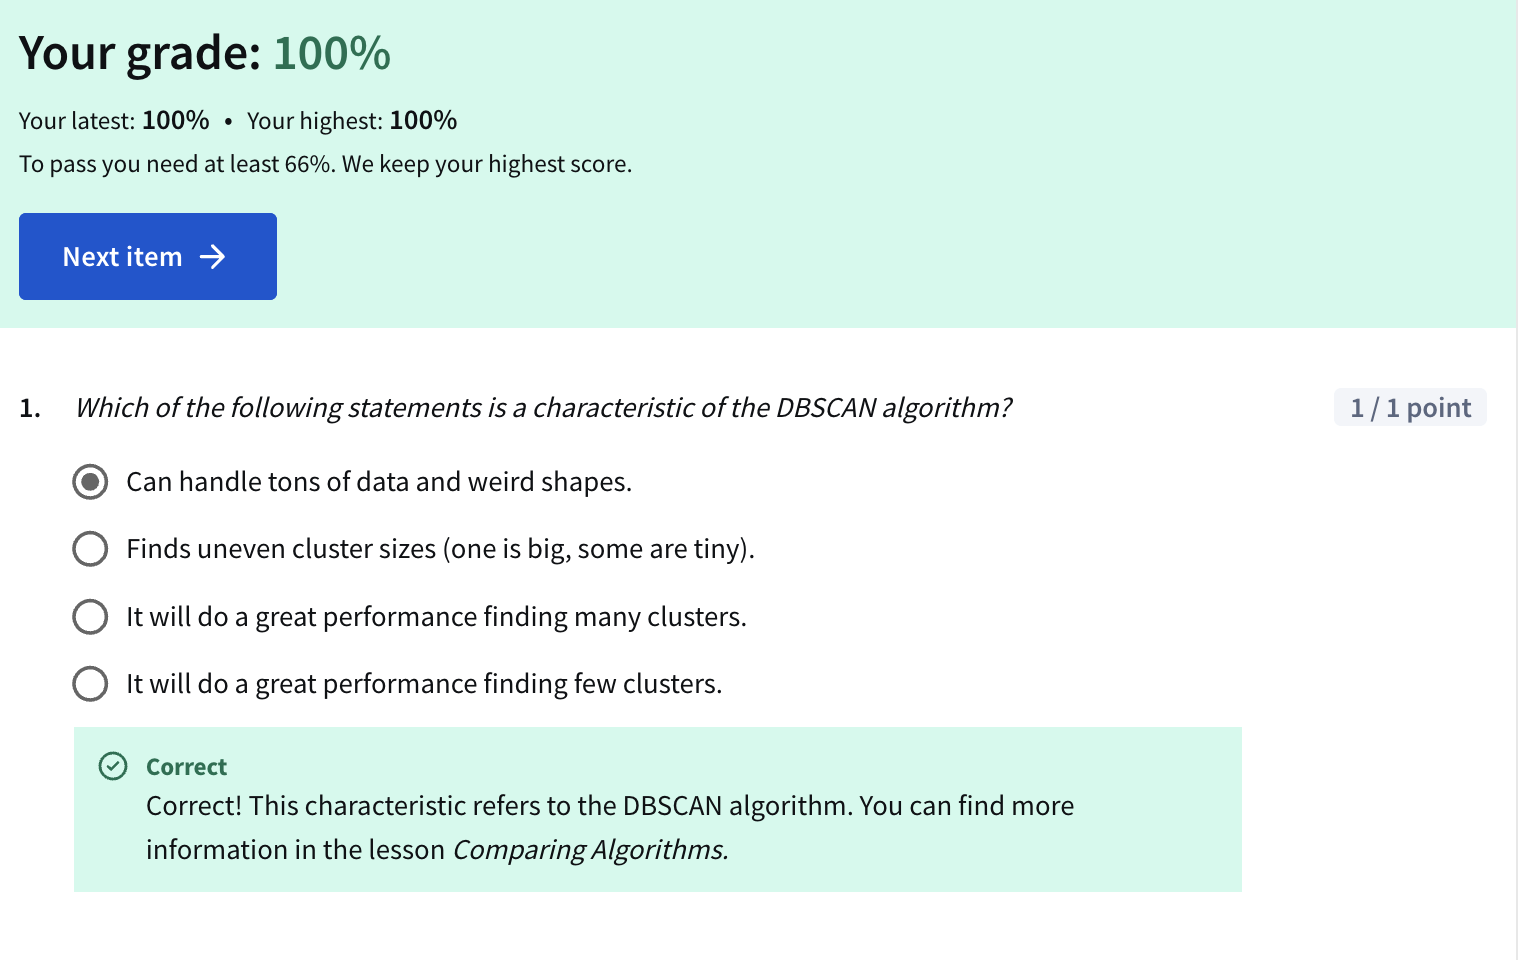 Your grade: 100%
Your latest: 100% • Your highest: 100%
To pass you need at least 66%. We keep your highest score.
Next item →
1. Which of the following statements is a characteristic of the DBSCAN algorithm?
1 / 1 point
Can handle tons of data and weird shapes.
Finds uneven cluster sizes (one is big, some are tiny).
It will do a great performance finding many clusters.
It will do a great performance finding few clusters.
Correct
Correct! This characteristic refers to the DBSCAN algorithm. You can find more
information in the lesson Comparing Algorithms.